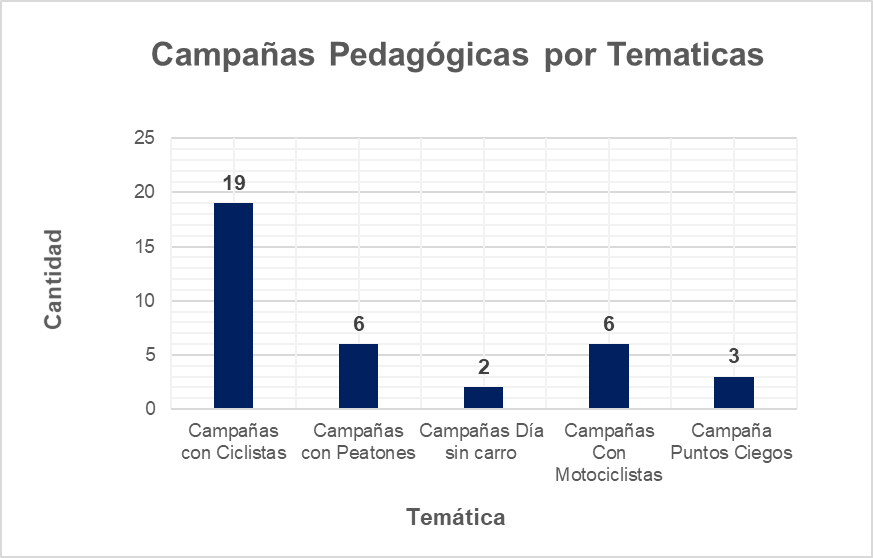 Campañas Pedagógicas por Tematicas
Cantidad
25
20
15
10
5
0
19
6
2
6
3
Campañas
con Ciclistas
Campañas
con Peatones
Campañas Día
sin carro
Campañas
Con
Motociclistas
Campaña
Puntos Ciegos
Temática